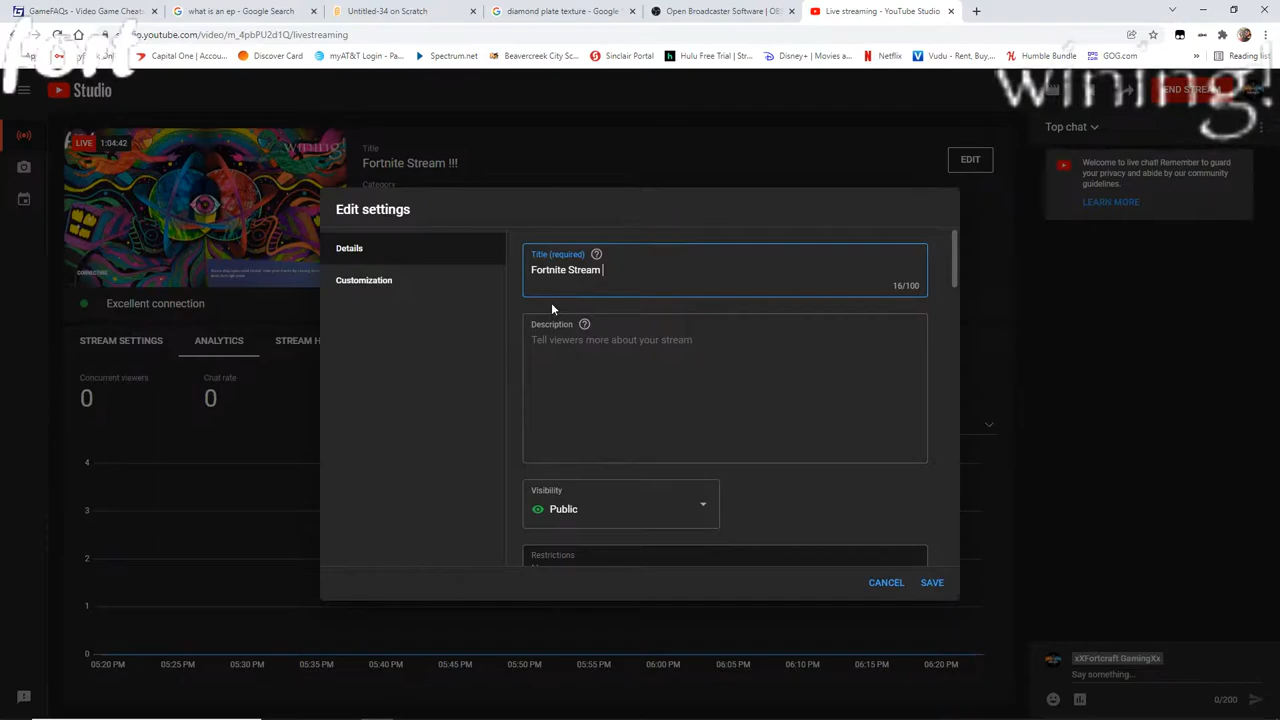 GameFAQs - Video Game Cheats
what is an ep - Google Search
Untitled-34 on Scratch
diamond plate texture - Google
Open Broadcaster Software | OBS
Live streaming - YouTube Studio
.youtube.com/video/m_4pbPU2d1Q/livestreaming
Capital One | Accou...
Discover Card
myAT&T Login - Pa...
Spectrum.net
Beavercreek City Sc...
Sinclair Portal
Hulu Free Trial | Str...
Disney+ | Movies a...
Netflix
Vudu - Rent, Buy,...
Humble Bundle
GOG.com
»
Reading list
fort
wining!
Studio
END STREAM
LIVE 1:04:42
wining!
Title
Fortnite Stream !!!
Category
EDIT
Top chat
Welcome to live chat! Remember to guard
your privacy and abide by our community
guidelines.
LEARN MORE
Excellent connection
STREAM SETTINGS
ANALYTICS
STREAM H
Concurrent viewers
0
Chat rate
0
Edit settings
Details
Customization
Title (required)
Fortnite Stream
16/100
Description
Tell viewers more about your stream
Visibility
Public
Restrictions
CANCEL
SAVE
4
3
2
1
0
05:20 PM
05:25 PM
05:30 PM
05:35 PM
05:40 PM
05:45 PM
05:50 PM
06:00 PM
06:05 PM
06:10 PM
06:15 PM
06:20 PM
xXFortcraft GamingXx
Say something...
0/200